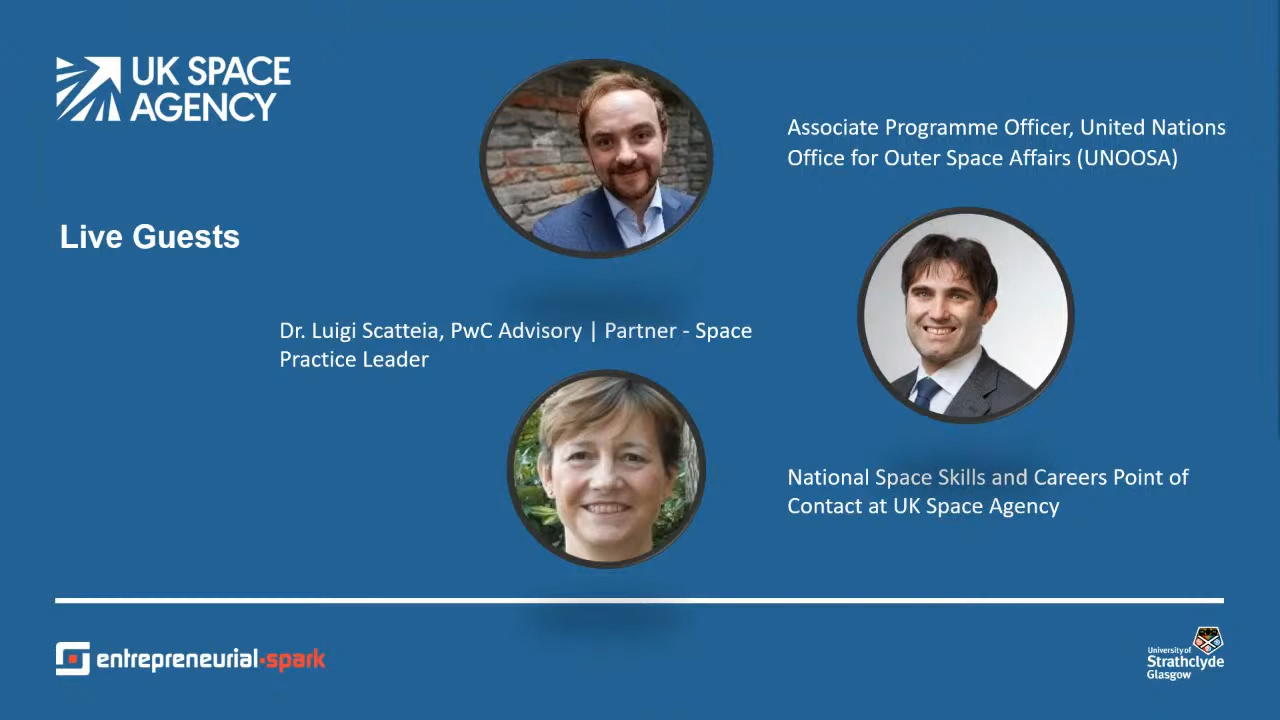 UK SPACE
AGENCY
Associate Programme Officer, United Nations
Office for Outer Space Affairs (UNOOSA)
Live Guests
Dr. Luigi Scatteia, PwC Advisory | Partner - Space
Practice Leader
National Space Skills and Careers Point of
Contact at UK Space Agency
entrepreneurial·spark
University of
Strathclyde
Glasgow